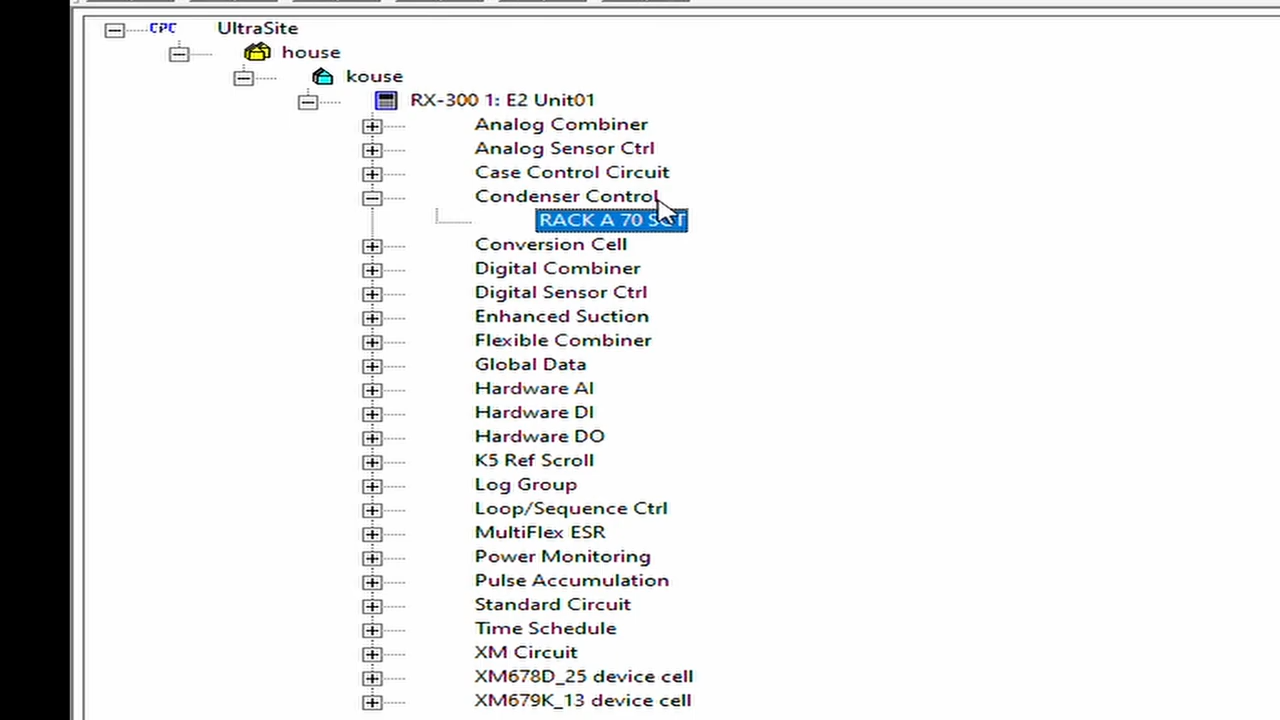 CPC UltraSite
house
kouse
RX-300 1: E2 Unit01
Analog Combiner
Analog Sensor Ctrl
Case Control Circuit
Condenser Control
RACK A 70 SCT
Conversion Cell
Digital Combiner
Digital Sensor Ctrl
Enhanced Suction
Flexible Combiner
Global Data
Hardware AI
Hardware DI
Hardware DO
K5 Ref Scroll
Log Group
Loop/Sequence Ctrl
MultiFlex ESR
Power Monitoring
Pulse Accumulation
Standard Circuit
Time Schedule
XM Circuit
XM678D_25 device cell
XM679K_13 device cell